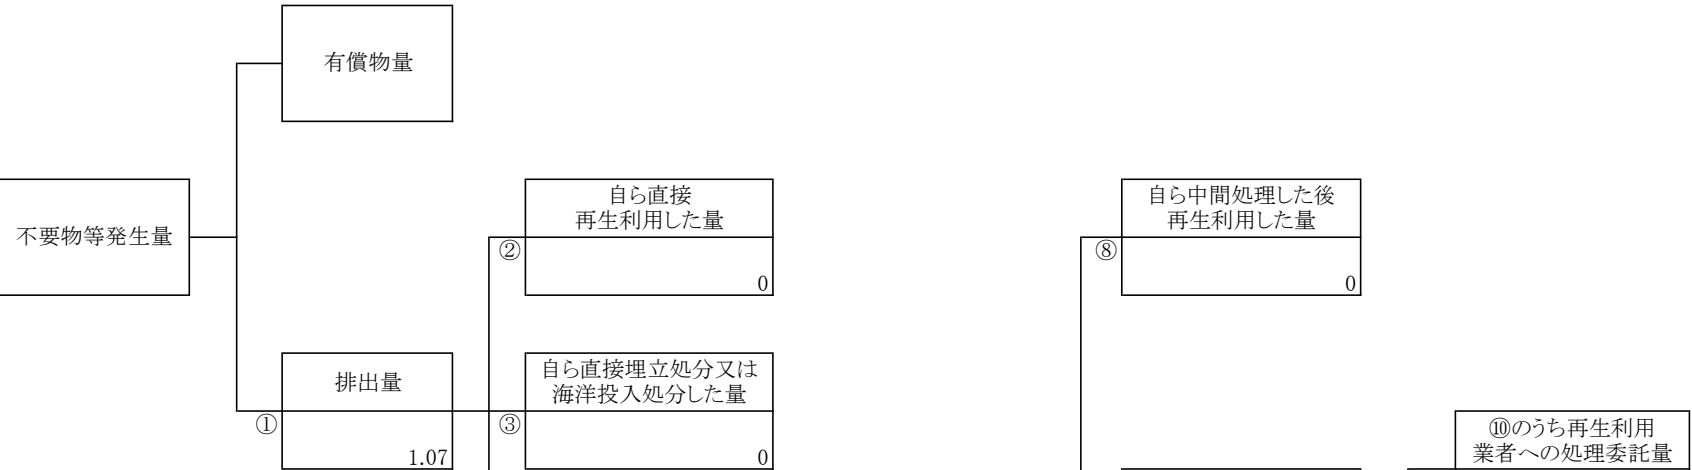 有償物量
不要物等発生量
自ら直接
再生利用した量
②
0
自ら中間処理した後
再生利用した量
⑧
0
排出量
①
1.07
自ら直接埋立処分又は
海洋投入処分した量
③
0
⑩のうち再生利用
業者への処理委託量